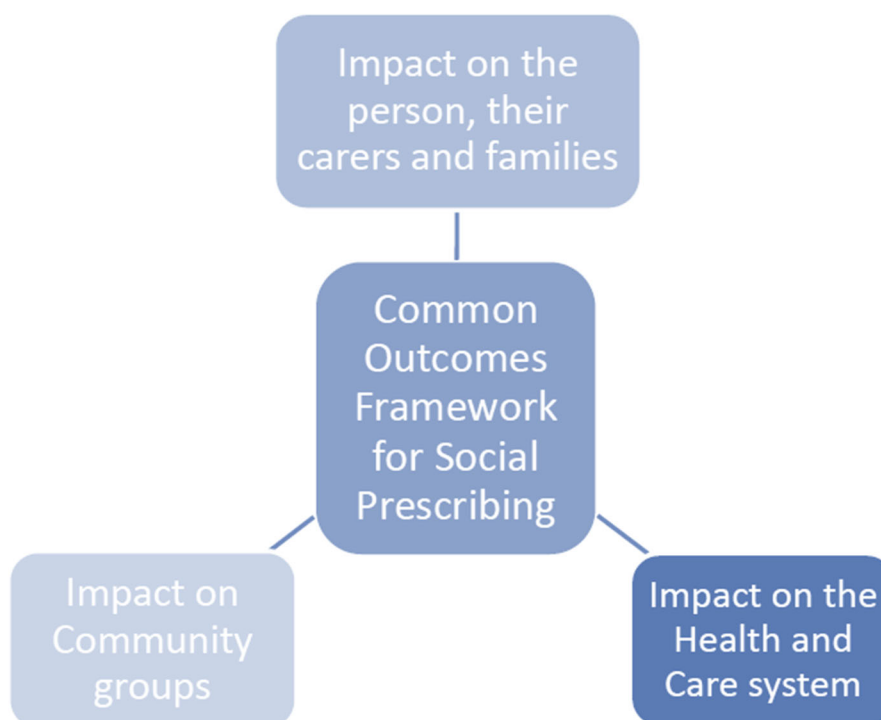 Impact on the
person, their
carers and families
Common
Outcomes
Framework
for Social
Prescribing
Impact on
Community
groups
Impact on the
Health and
Care system